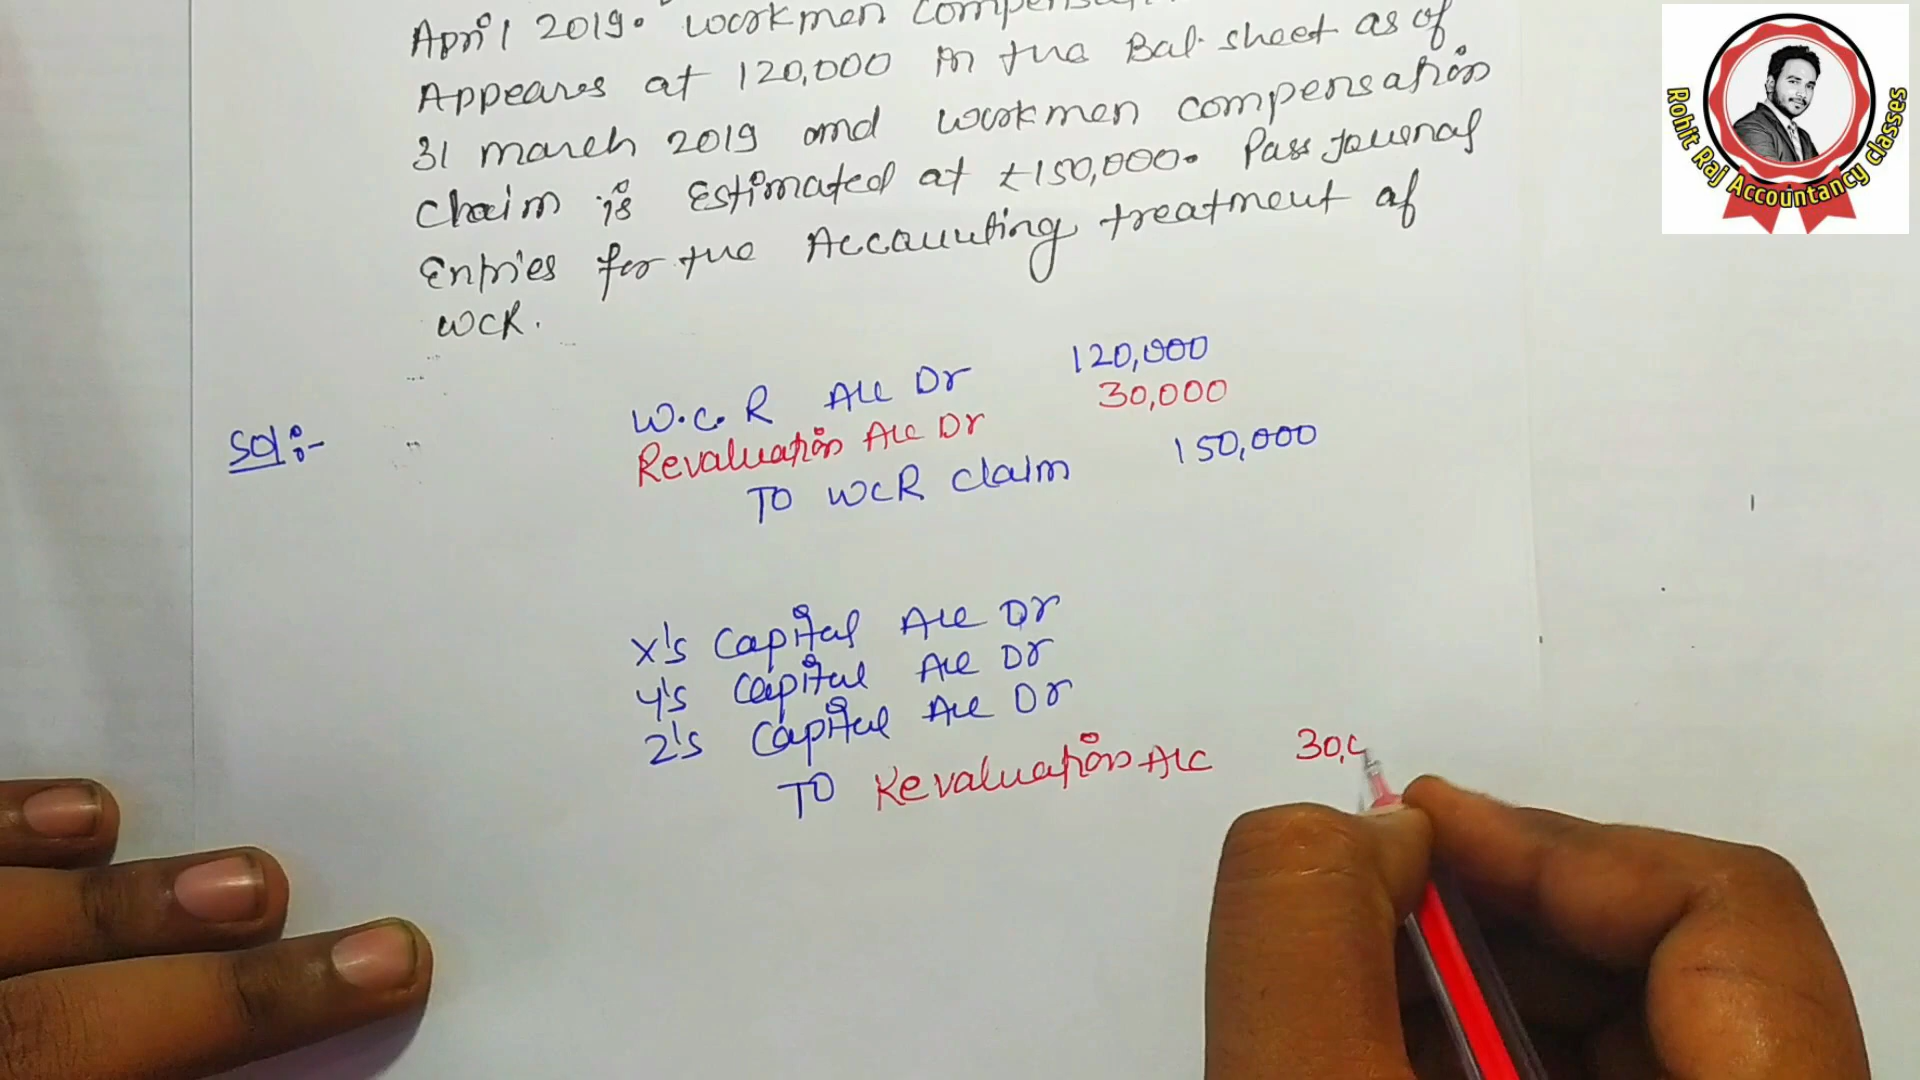 April 2019. Workmen Compensa
Appears at 120,000 in the Bal. sheet as of
31 march 2019 and workmen compensation
Claim is Estimated at ₹150,000. Pass Journal
Entries for the Accounting treatment of
WCR.
Sol:-
W.C.R A/c Dr 120,000
Revaluation A/c Dr 30,000
TO WCR claim 150,000
X's Capital A/c Dr
Y's Capital A/c Dr
Z's Capital A/c Dr
TO Revaluation A/c 30,0
Rohit Raj Accountancy classes